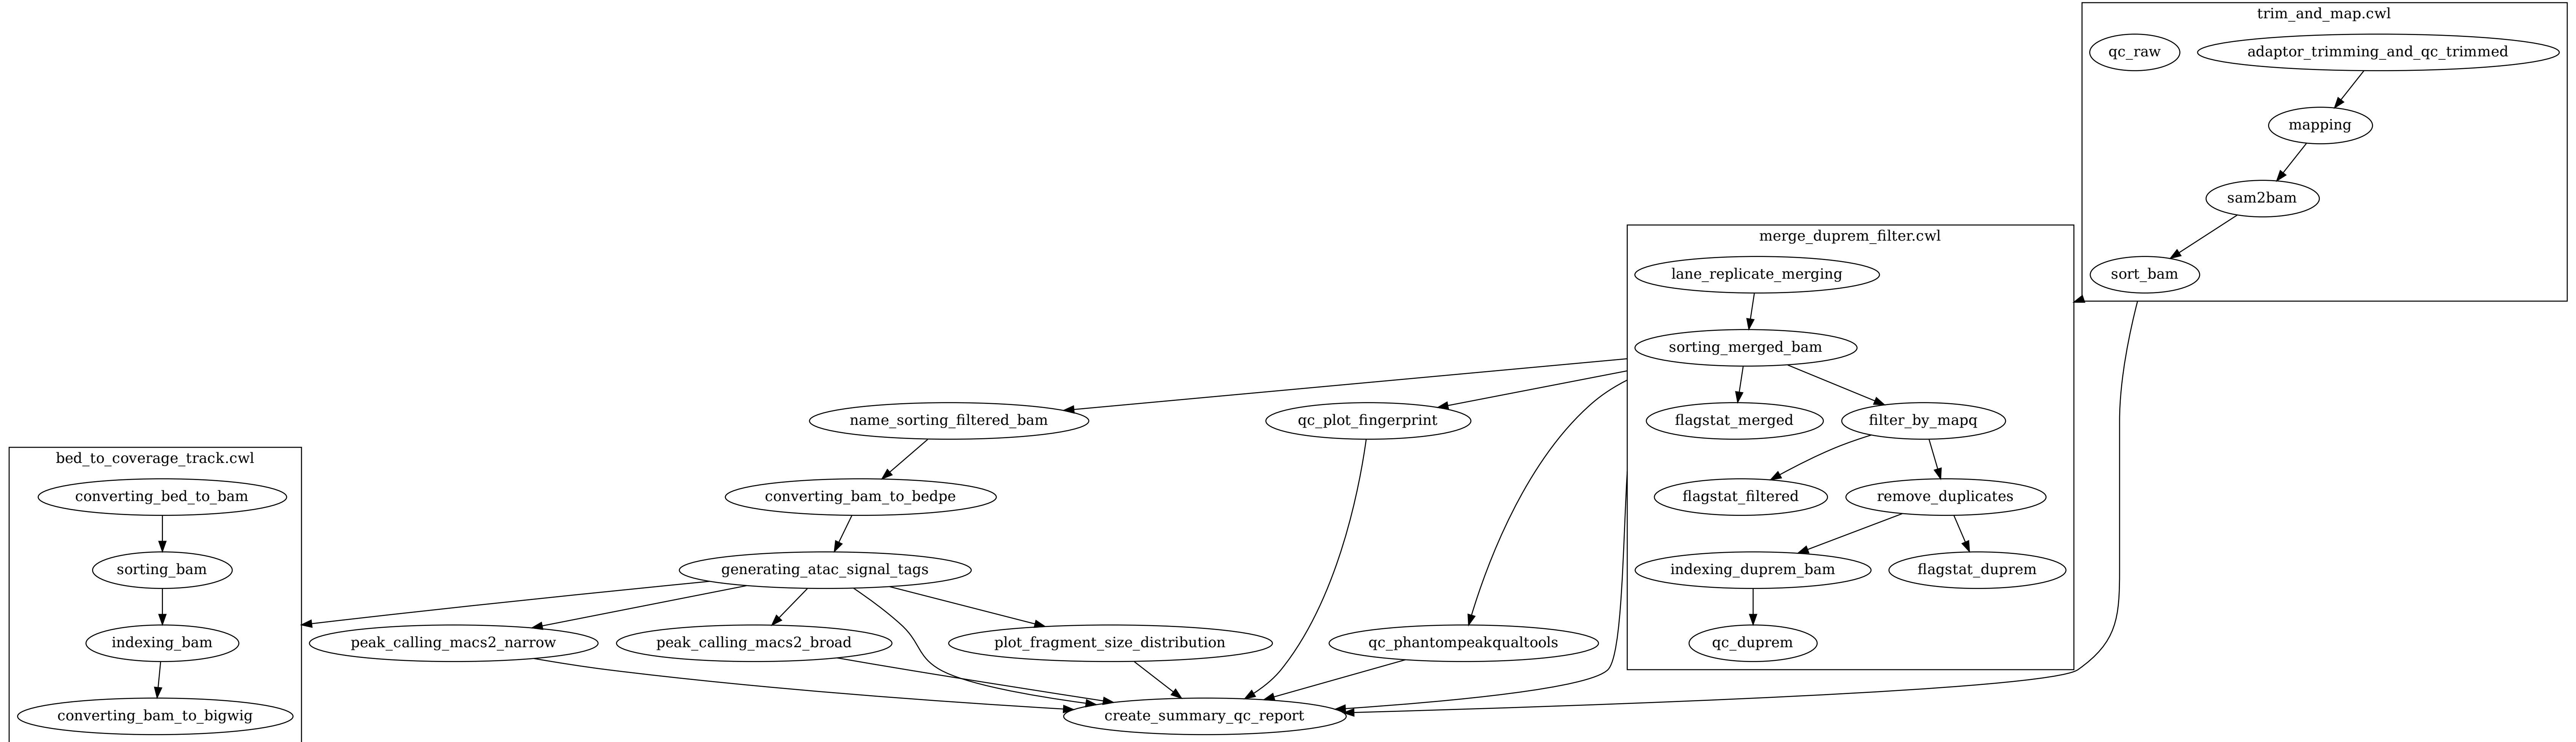 trim_and_map.cwl
qc_raw
adaptor_trimming_and_qc_trimmed
mapping
sam2bam
sort_bam
merge_duprem_filter.cwl
lane_replicate_merging
sorting_merged_bam
flagstat_merged
filter_by_mapq
flagstat_filtered
remove_duplicates
indexing_duprem_bam
flagstat_duprem
qc_duprem
name_sorting_filtered_bam
qc_plot_fingerprint
converting_bam_to_bedpe
generating_atac_signal_tags
peak_calling_macs2_narrow
peak_calling_macs2_broad
plot_fragment_size_distribution
qc_phantompeakqualtools
create_summary_qc_report
bed_to_coverage_track.cwl
converting_bed_to_bam
sorting_bam
indexing_bam
converting_bam_to_bigwig